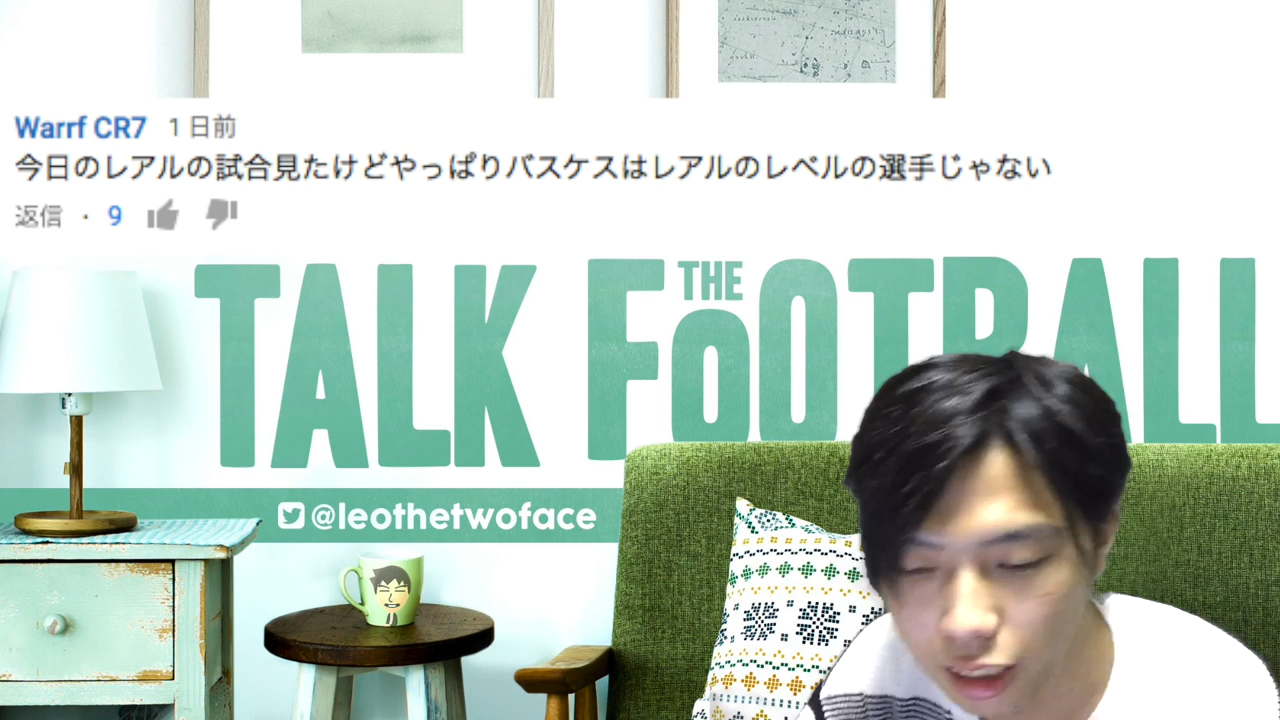 Warrf CR7 1 日前
今日のレアルの試合見たけどやっぱりバスケスはレアルのレベルの選手じゃない
返信 ・ 9
TALK THE FOOTBALL
@leothetwoface